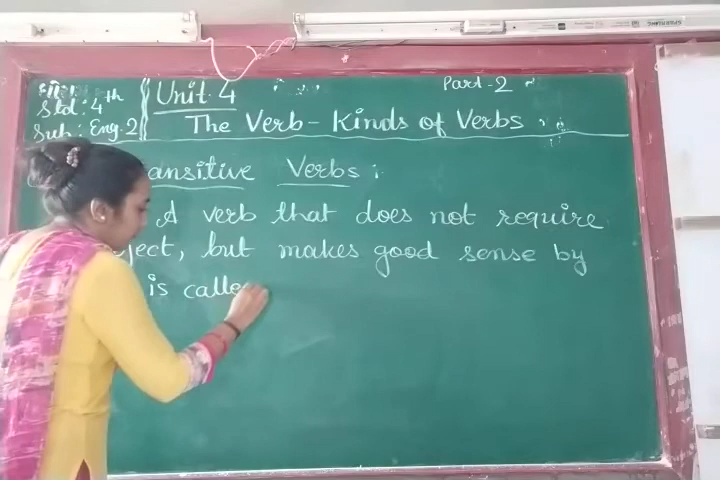 Std: 4th
Sub: Eng-2
Unit. 4
Part-2
The Verb - Kinds of Verbs
ansitive Verbs:
A verb that does not require
ject, but makes good sense by
is calle